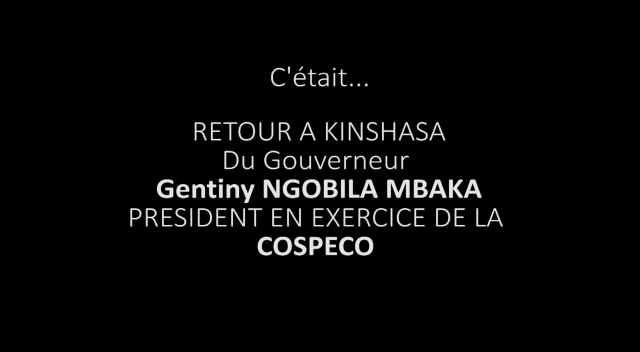 C'était...
RETOUR A KINSHASA
Du Gouverneur
Gentiny NGOBILA MBAKA
PRESIDENT EN EXERCICE DE LA
COSPECO